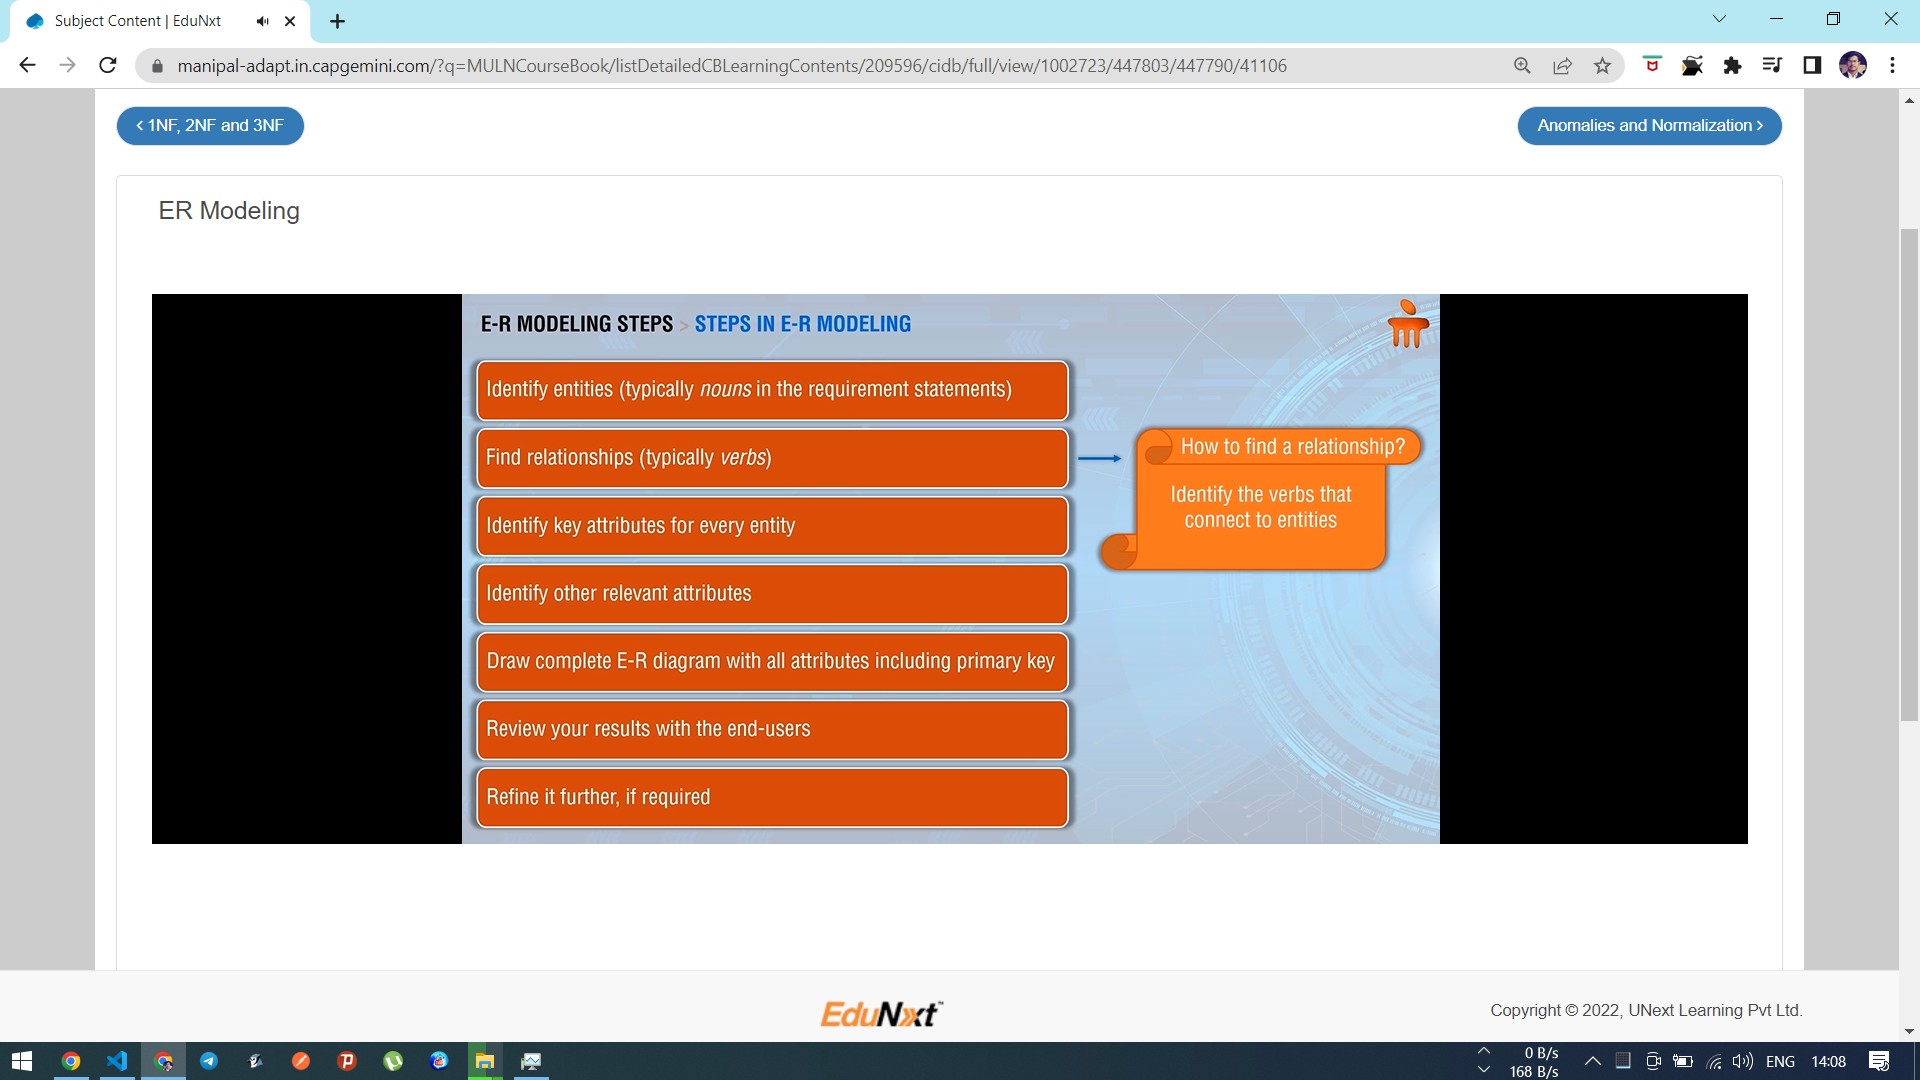 Subject Content | EduNxt
manipal-adapt.in.capgemini.com/?q=MULNCourseBook/listDetailedCBLearningContents/209596/cidb/full/view/1002723/447803/447790/41106
< 1NF, 2NF and 3NF
Anomalies and Normalization >
ER Modeling
E-R MODELING STEPS > STEPS IN E-R MODELING
Identify entities (typically nouns in the requirement statements)
Find relationships (typically verbs)
How to find a relationship?
Identify the verbs that
connect to entities
Identify key attributes for every entity
Identify other relevant attributes
Draw complete E-R diagram with all attributes including primary key
Review your results with the end-users
Refine it further, if required
EduNxt
Copyright © 2022, UNext Learning Pvt Ltd.
0 B/s
168 B/s
ENG
14:08